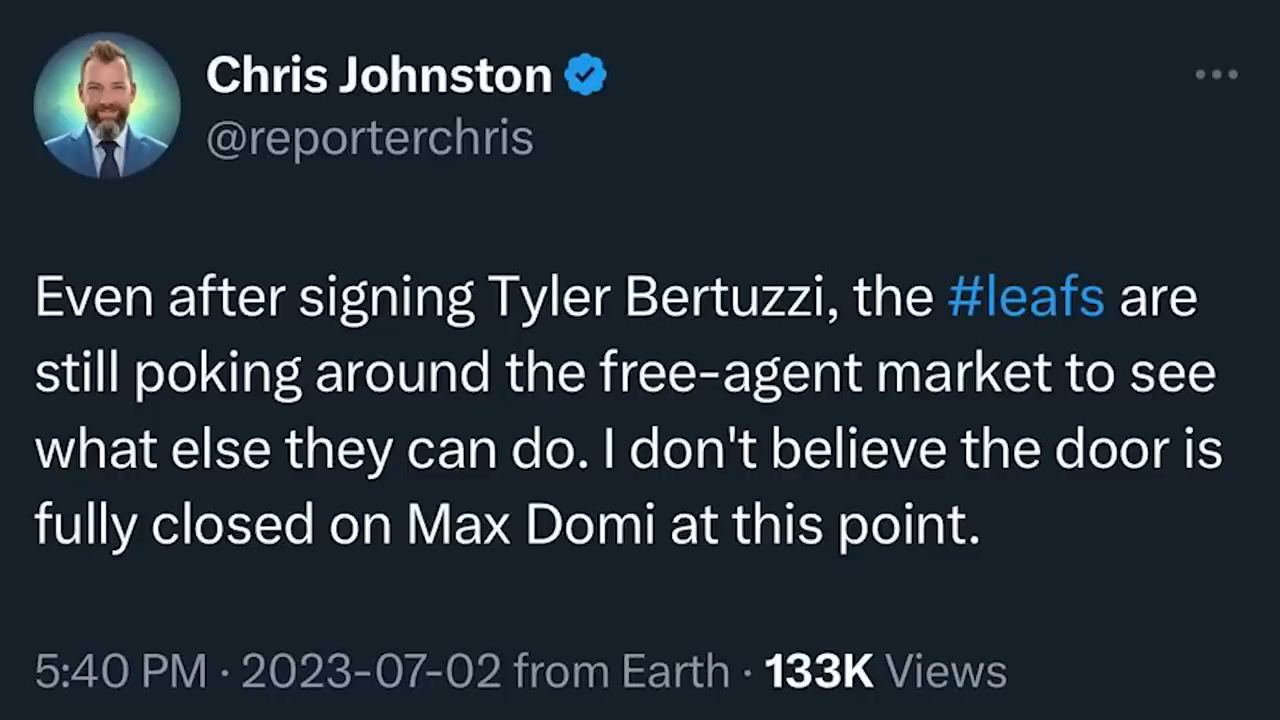 Chris Johnston
@reporterchris
Even after signing Tyler Bertuzzi, the #leafs are
still poking around the free-agent market to see
what else they can do. I don't believe the door is
fully closed on Max Domi at this point.
5:40 PM · 2023-07-02 from Earth · 133K Views